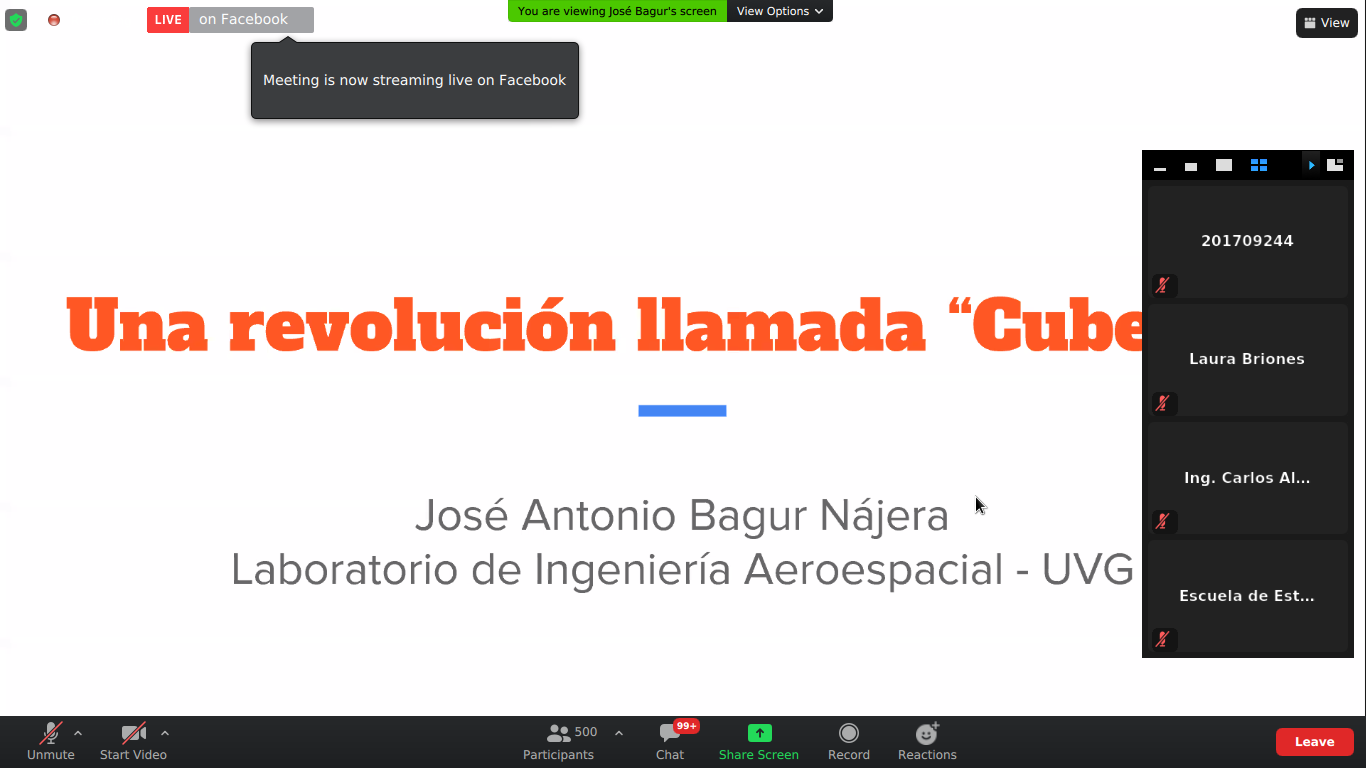 LIVE on Facebook
You are viewing José Bagur's screen View Options
View
Meeting is now streaming live on Facebook
201709244
Laura Briones
Ing. Carlos Al...
Escuela de Est...
Una revolución llamada “Cube
José Antonio Bagur Nájera
Laboratorio de Ingeniería Aeroespacial - UVG
Unmute
Start Video
500
Participants
99+
Chat
Share Screen
Record
Reactions
Leave